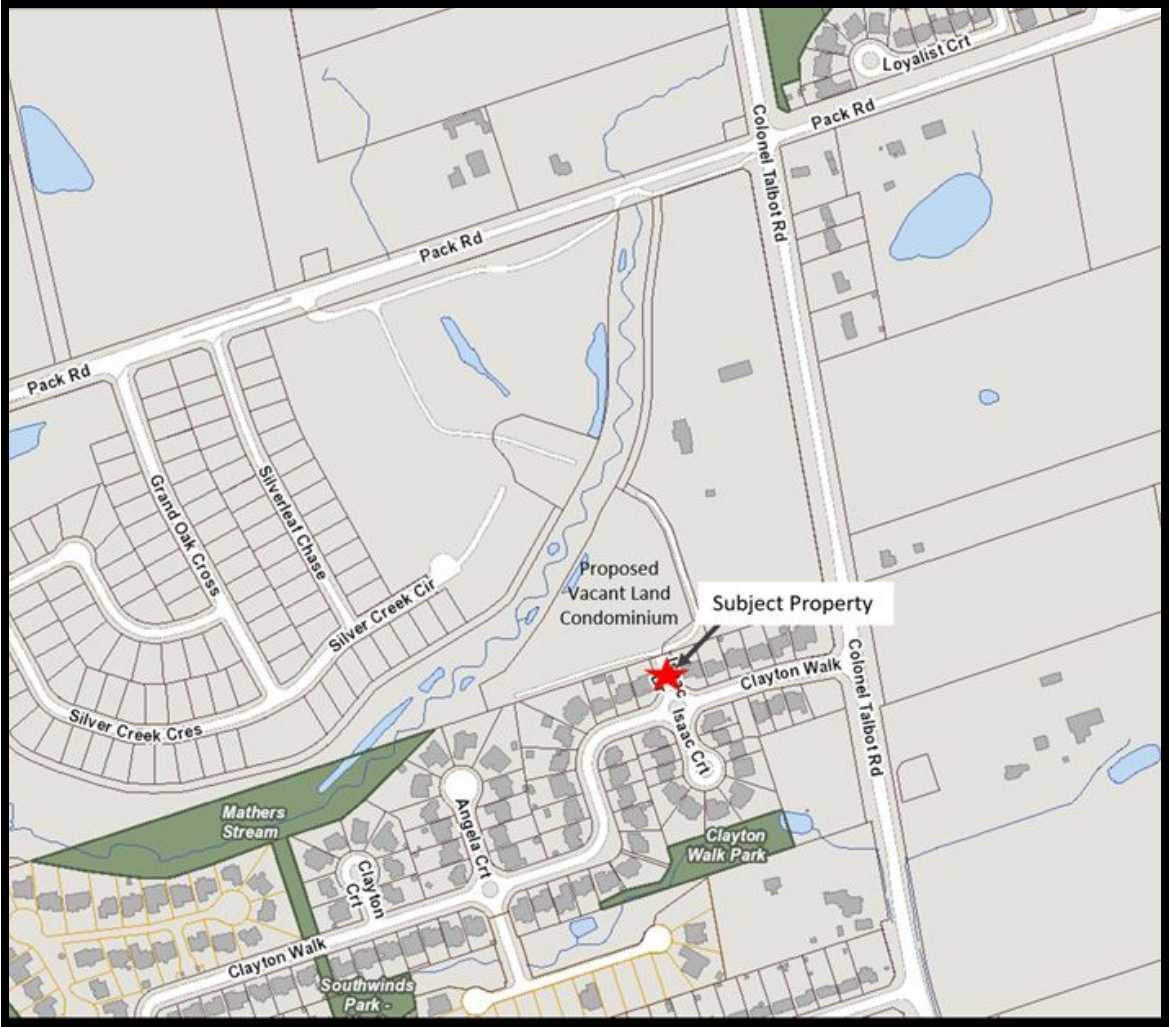 Loyalist Crt
Pack Rd
Colonel Talbot Rd
Pack Rd
Pack Rd
Grand Oak Cross
Silverleaf Chase
Silver Creek Cir
Silver Creek Cres
Proposed
Vacant Land
Condominium
Subject Property
Clayton Walk
Isaac Crt
Colonel Talbot Rd
Mathers
Stream
Angela Crt
Clayton
Crt
Clayton
Walk Park
Clayton Walk
Southwinds
Park -